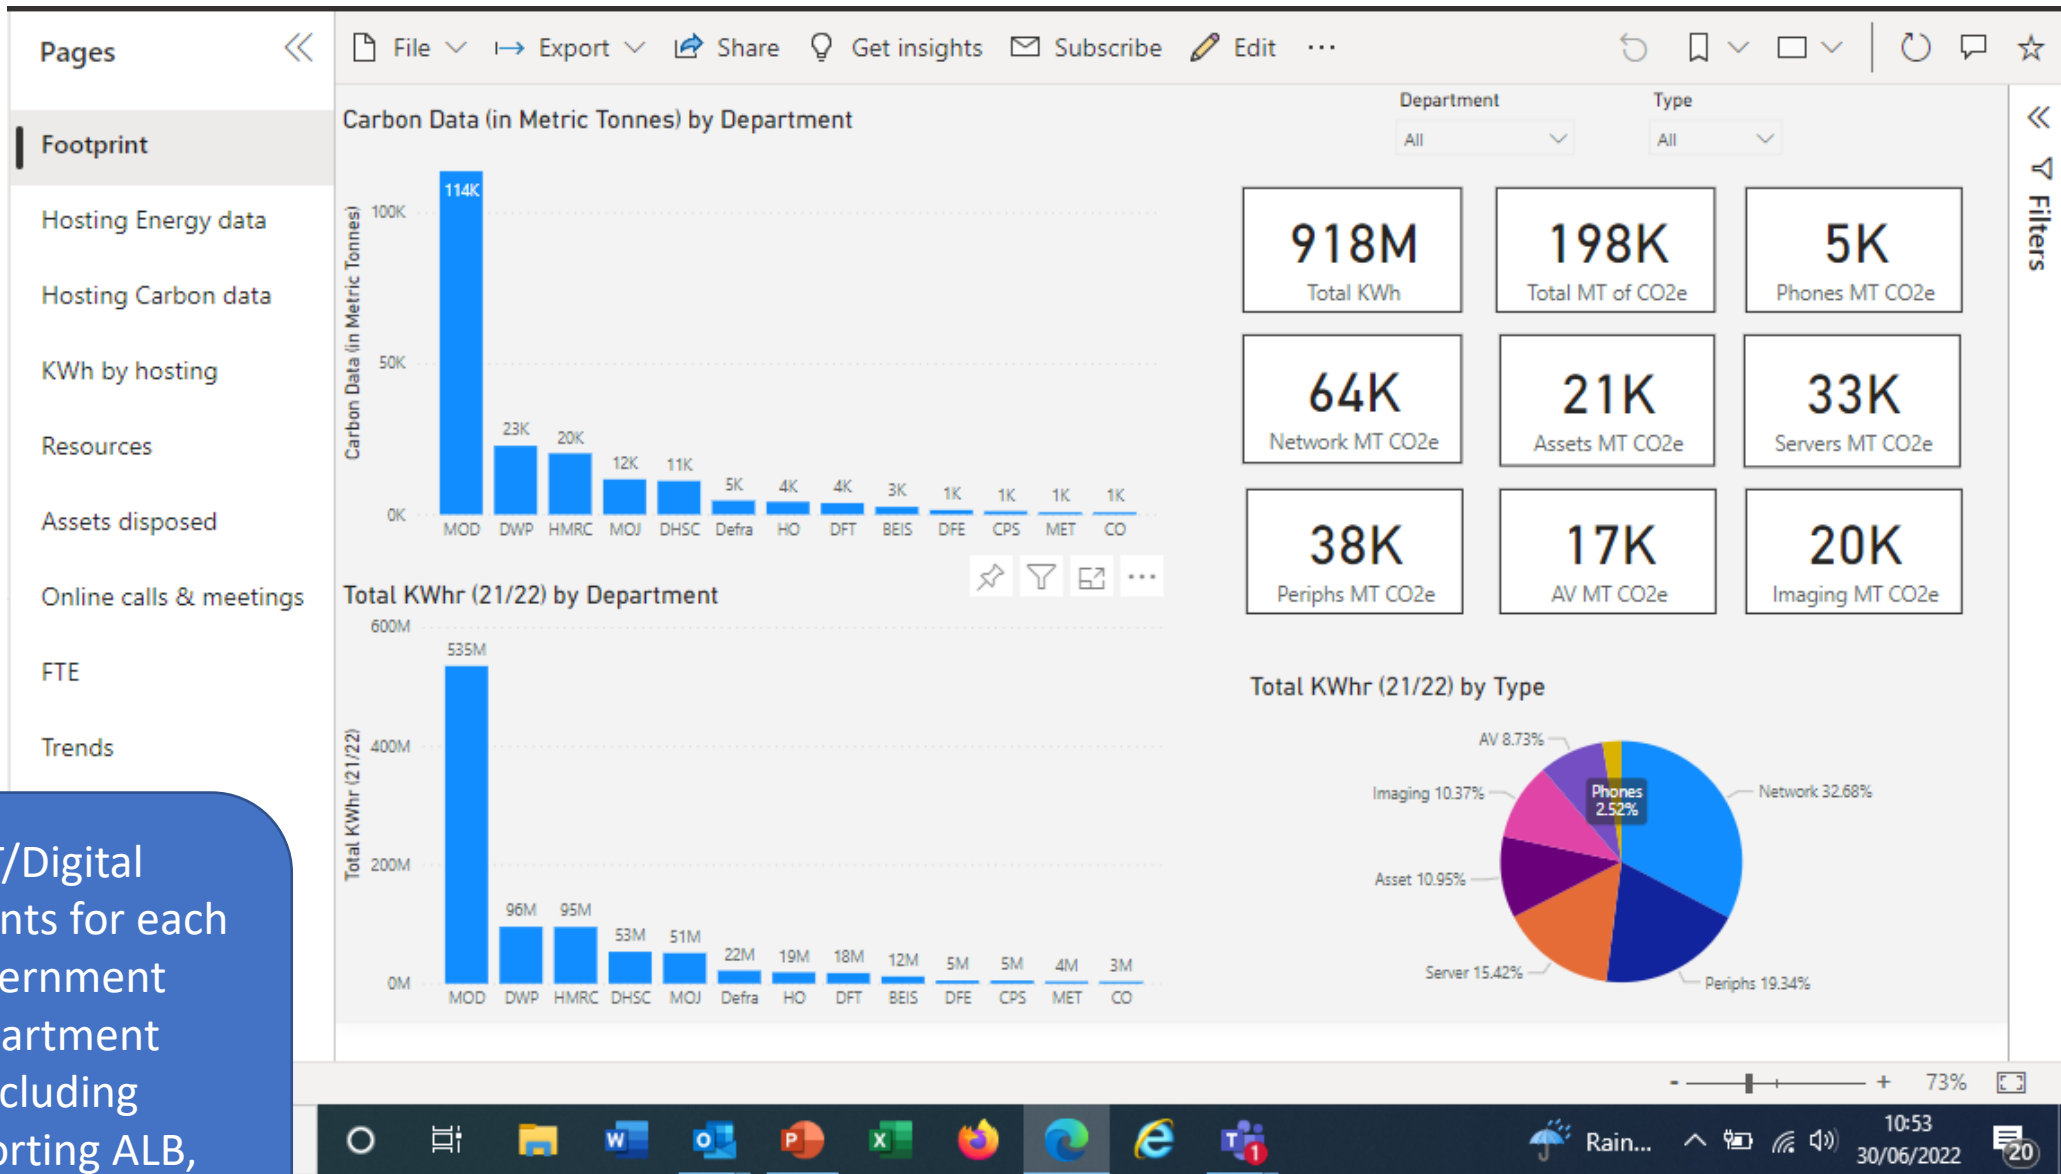 Pages
File
Export
Share
Get insights
Subscribe
Edit
Footprint
Hosting Energy data
Hosting Carbon data
KWh by hosting
Resources
Assets disposed
Online calls & meetings
FTE
Trends
Carbon Data (in Metric Tonnes) by Department
Carbon Data (in Metric Tonnes)
100K
50K
0K
114K
23K
20K
12K
11K
5K
4K
4K
3K
1K
1K
1K
1K
MOD DWP HMRC MOJ DHSC Defra HO DFT BEIS DFE CPS MET CO
Total KWhr (21/22) by Department
Total KWhr (21/22)
600M
400M
200M
0M
535M
96M
95M
53M
51M
22M
19M
18M
12M
5M
5M
4M
3M
MOD DWP HMRC DHSC MOJ Defra HO DFT BEIS DFE CPS MET CO
Department
All
Type
All
918M
Total KWh
198K
Total MT of CO2e
5K
Phones MT CO2e
64K
Network MT CO2e
21K
Assets MT CO2e
33K
Servers MT CO2e
38K
Periphs MT CO2e
17K
AV MT CO2e
20K
Imaging MT CO2e
Total KWhr (21/22) by Type
AV 8.73%
Phones
2.52%
Imaging 10.37%
Network 32.68%
Asset 10.95%
Server 15.42%
Periphs 19.34%
Filters
T/Digital
nts for each
ernment
artment
cluding
orting ALB,
- + 73%
Rain...
10:53
30/06/2022
20
1